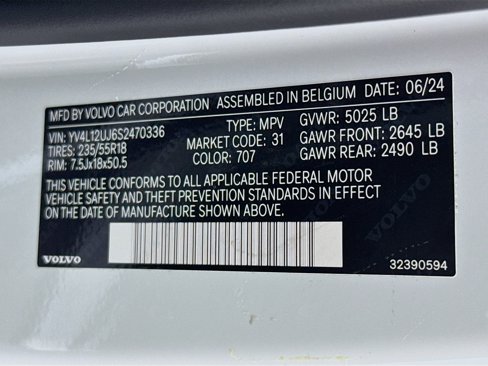 MFD BY VOLVO CAR CORPORATION ASSEMBLED IN BELGIUM DATE: 06/24
VIN: YV4L12UJ6S2470336 TYPE: MPV GVWR: 5025 LB
TIRES: 235/55R18 MARKET CODE: 31 GAWR FRONT: 2645 LB
RIM: 7.5Jx18x50.5 COLOR: 707 GAWR REAR: 2490 LB
THIS VEHICLE CONFORMS TO ALL APPLICABLE FEDERAL MOTOR
VEHICLE SAFETY AND THEFT PREVENTION STANDARDS IN EFFECT
ON THE DATE OF MANUFACTURE SHOWN ABOVE.
VOLVO 32390594